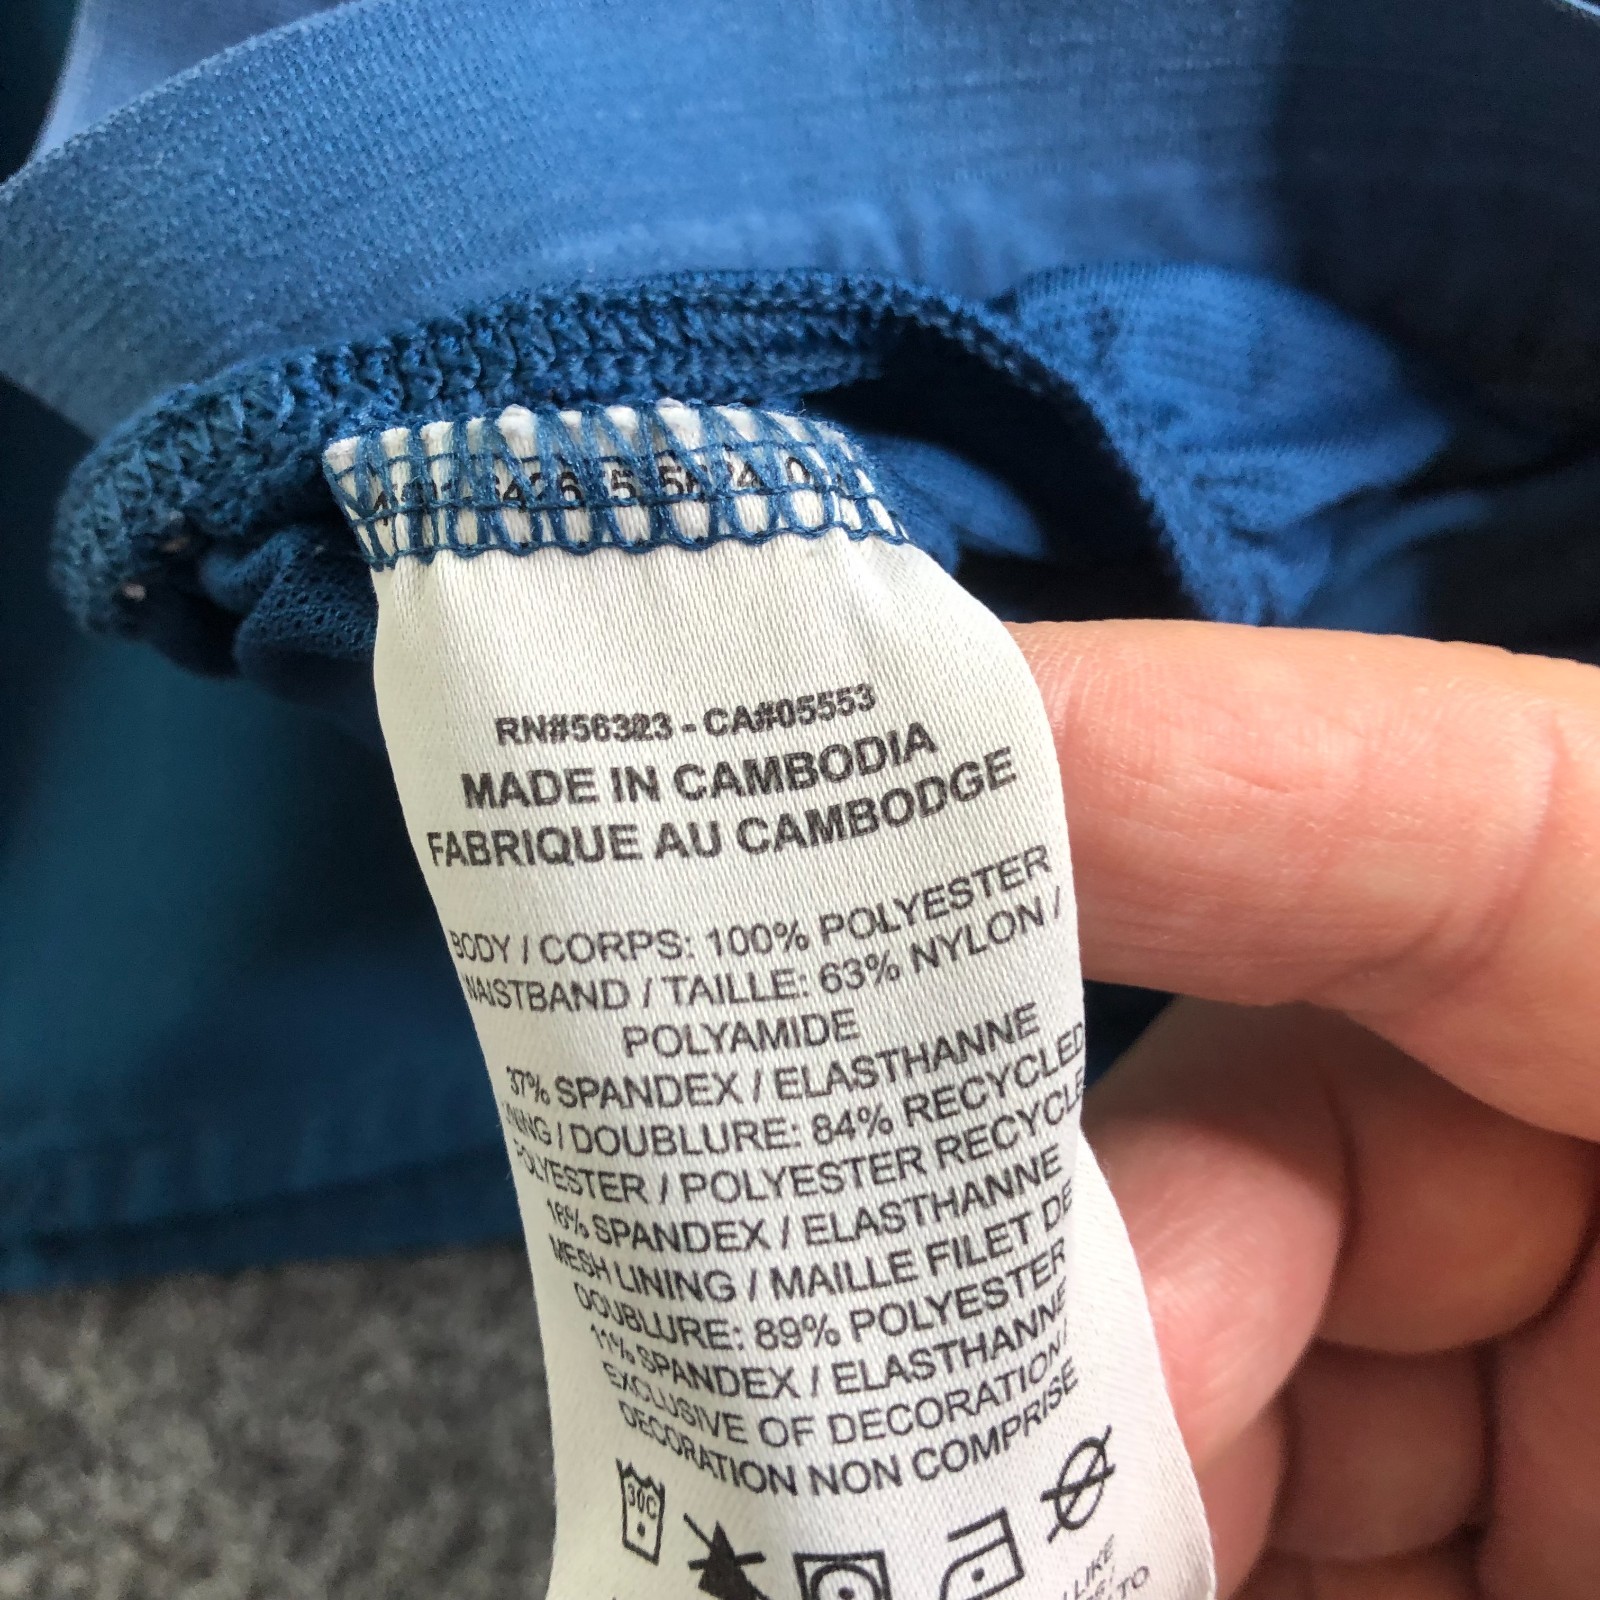 RN#56323 - CA#05553
MADE IN CAMBODIA
FABRIQUE AU CAMBODGE
BODY / CORPS: 100% POLYESTER
WAISTBAND / TAILLE: 63% NYLON /
POLYAMIDE
37% SPANDEX / ELASTHANNE
LINING / DOUBLURE: 84% RECYCLED
POLYESTER / POLYESTER RECYCLE
16% SPANDEX / ELASTHANNE
MESH LINING / MAILLE FILET DE
DOUBLURE: 89% POLYESTER
11% SPANDEX / ELASTHANNE
EXCLUSIVE OF DECORATION /
DECORATION NON COMPRISE
30C
LIKE
TO